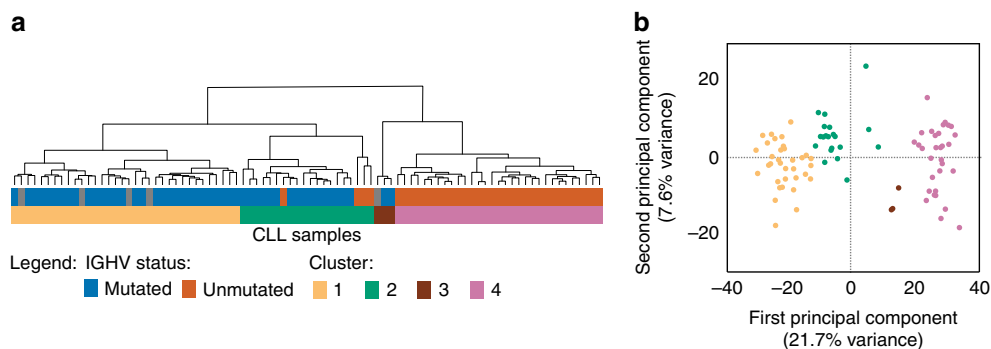 a
CLL samples
Legend: IGHV status: Cluster:
Mutated Unmutated 1 2 3 4
b
Second principal component
(7.6% variance)
20
0
−20
−40 −20 0 20 40
First principal component
(21.7% variance)